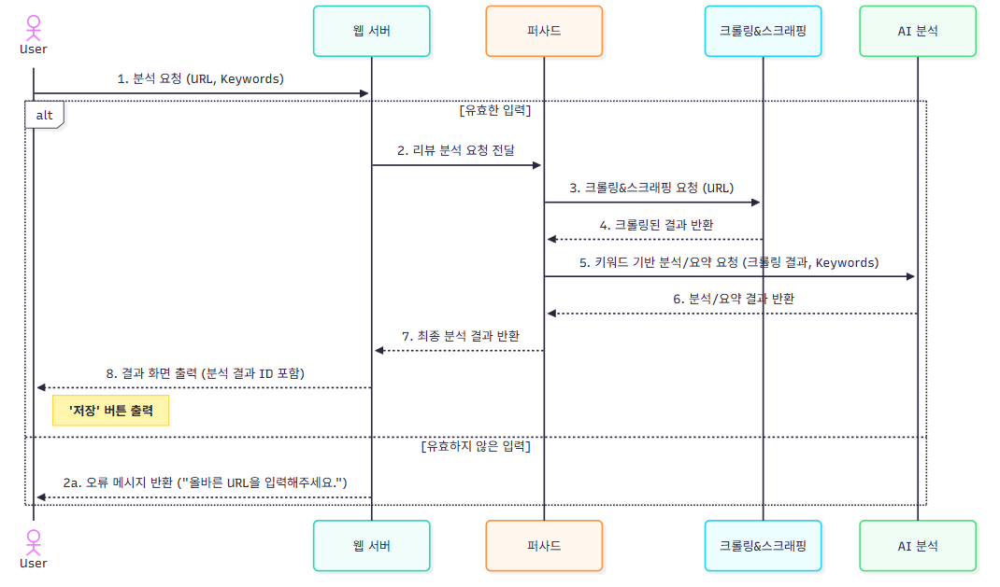 User
웹 서버
퍼사드
크롤링&스크래핑
AI 분석
1. 분석 요청 (URL, Keywords)
alt
[유효한 입력]
2. 리뷰 분석 요청 전달
3. 크롤링&스크래핑 요청 (URL)
4. 크롤링된 결과 반환
5. 키워드 기반 분석/요약 요청 (크롤링 결과, Keywords)
6. 분석/요약 결과 반환
7. 최종 분석 결과 반환
8. 결과 화면 출력 (분석 결과 ID 포함)
'저장' 버튼 출력
[유효하지 않은 입력]
2a. 오류 메시지 반환 ("올바른 URL을 입력해주세요.")
User
웹 서버
퍼사드
크롤링&스크래핑
AI 분석